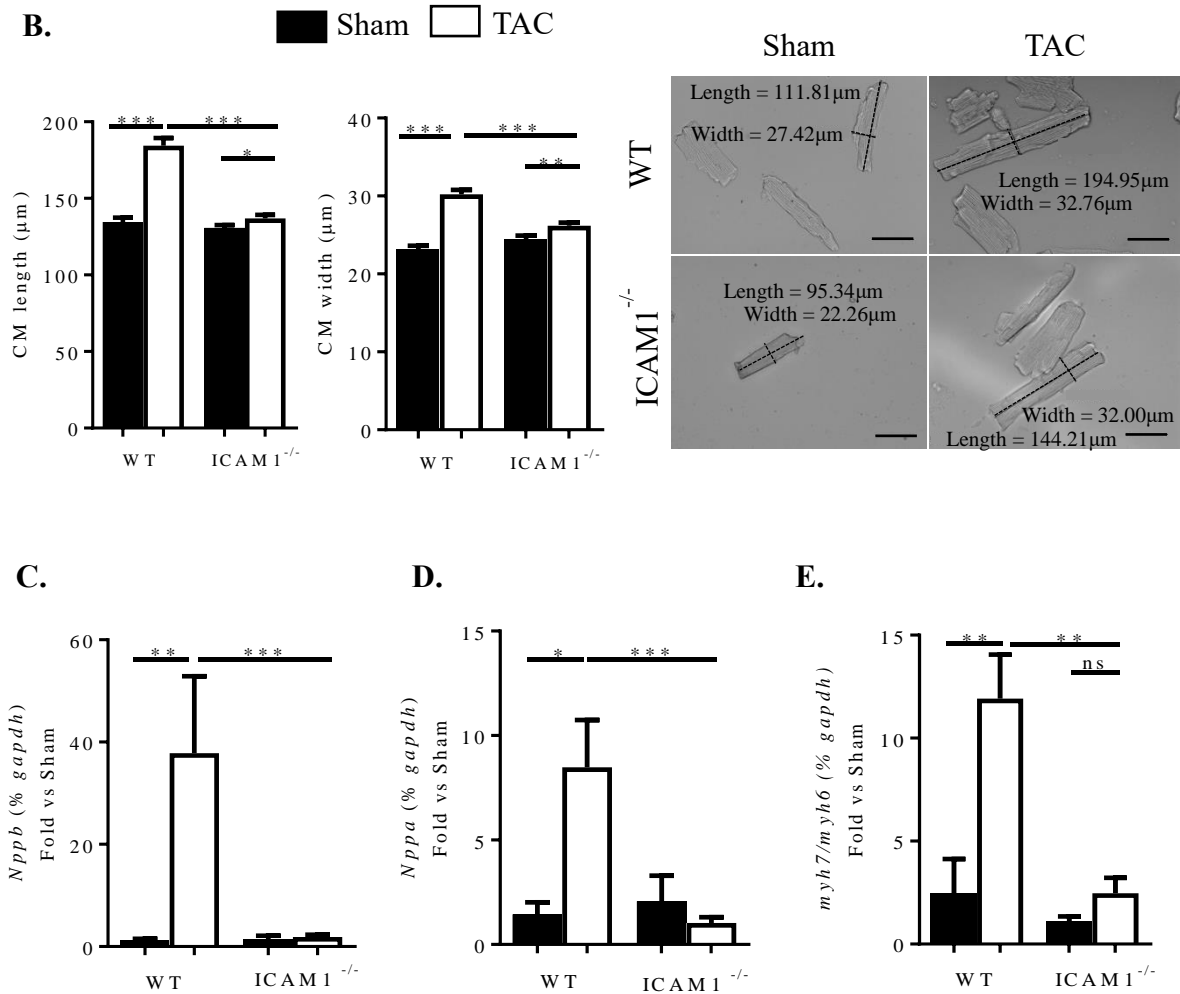 B.
Sham TAC
CM length (μm)
200
150
100
50
0
***
***
*
WT
ICAM1-/-
CM width (μm)
40
30
20
10
0
***
***
**
WT
ICAM1-/-
Sham
TAC
WT
ICAM1-/-
Length = 111.81μm
Width = 27.42μm
Length = 194.95μm
Width = 32.76μm
Length = 95.34μm
Width = 22.26μm
Width = 32.00μm
Length = 144.21μm
C.
Nppb (% gapdh)
Fold vs Sham
60
40
20
0
**
***
WT
ICAM1-/-
D.
Nppa (% gapdh)
Fold vs Sham
15
10
5
0
*
***
WT
ICAM1-/-
E.
myh7/myh6 (% gapdh)
Fold vs Sham
15
10
5
0
**
**
ns
WT
ICAM1-/-